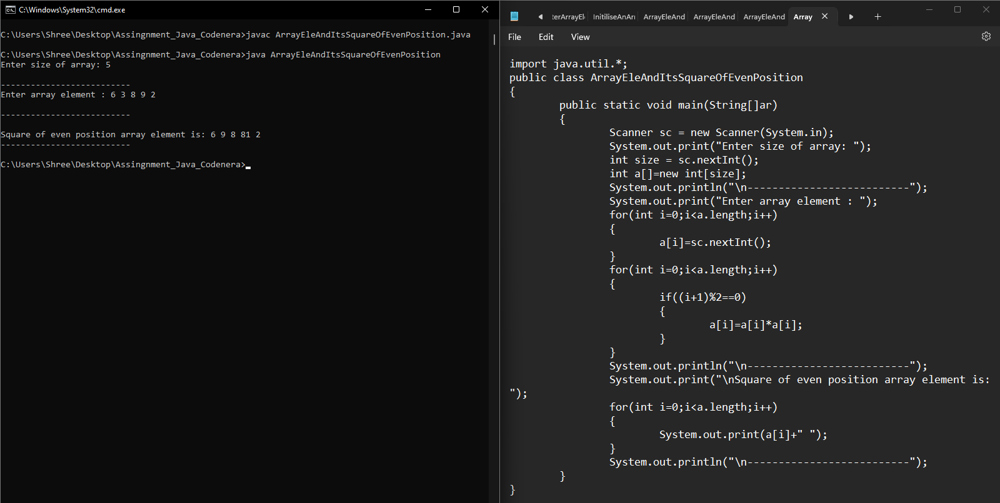 C:\Windows\System32\cmd.exe
C:\Users\Shree\Desktop\Assingnment_Java_Codenera>javac ArrayEleAndItsSquareOfEvenPosition.java
C:\Users\Shree\Desktop\Assingnment_Java_Codenera>java ArrayEleAndItsSquareOfEvenPosition
Enter size of array: 5
--------------------------
Enter array element : 6 3 8 9 2
--------------------------
Square of even position array element is: 6 9 8 81 2
--------------------------
C:\Users\Shree\Desktop\Assingnment_Java_Codenera>
terArrayEl InitiliseAnArr ArrayEleAnd ArrayEleAnd ArrayEleAnd Array
File Edit View
import java.util.*;
public class ArrayEleAndItsSquareOfEvenPosition
{
public static void main(String[]ar)
{
Scanner sc = new Scanner(System.in);
System.out.print("Enter size of array: ");
int size = sc.nextInt();
int a[]=new int[size];
System.out.println("\n--------------------------");
System.out.print("Enter array element : ");
for(int i=0;i<a.length;i++)
{
a[i]=sc.nextInt();
}
for(int i=0;i<a.length;i++)
{
if((i+1)%2==0)
{
a[i]=a[i]*a[i];
}
}
System.out.println("\n--------------------------");
System.out.print("\nSquare of even position array element is:
");
for(int i=0;i<a.length;i++)
{
System.out.print(a[i]+" ");
}
System.out.println("\n--------------------------");
}
}